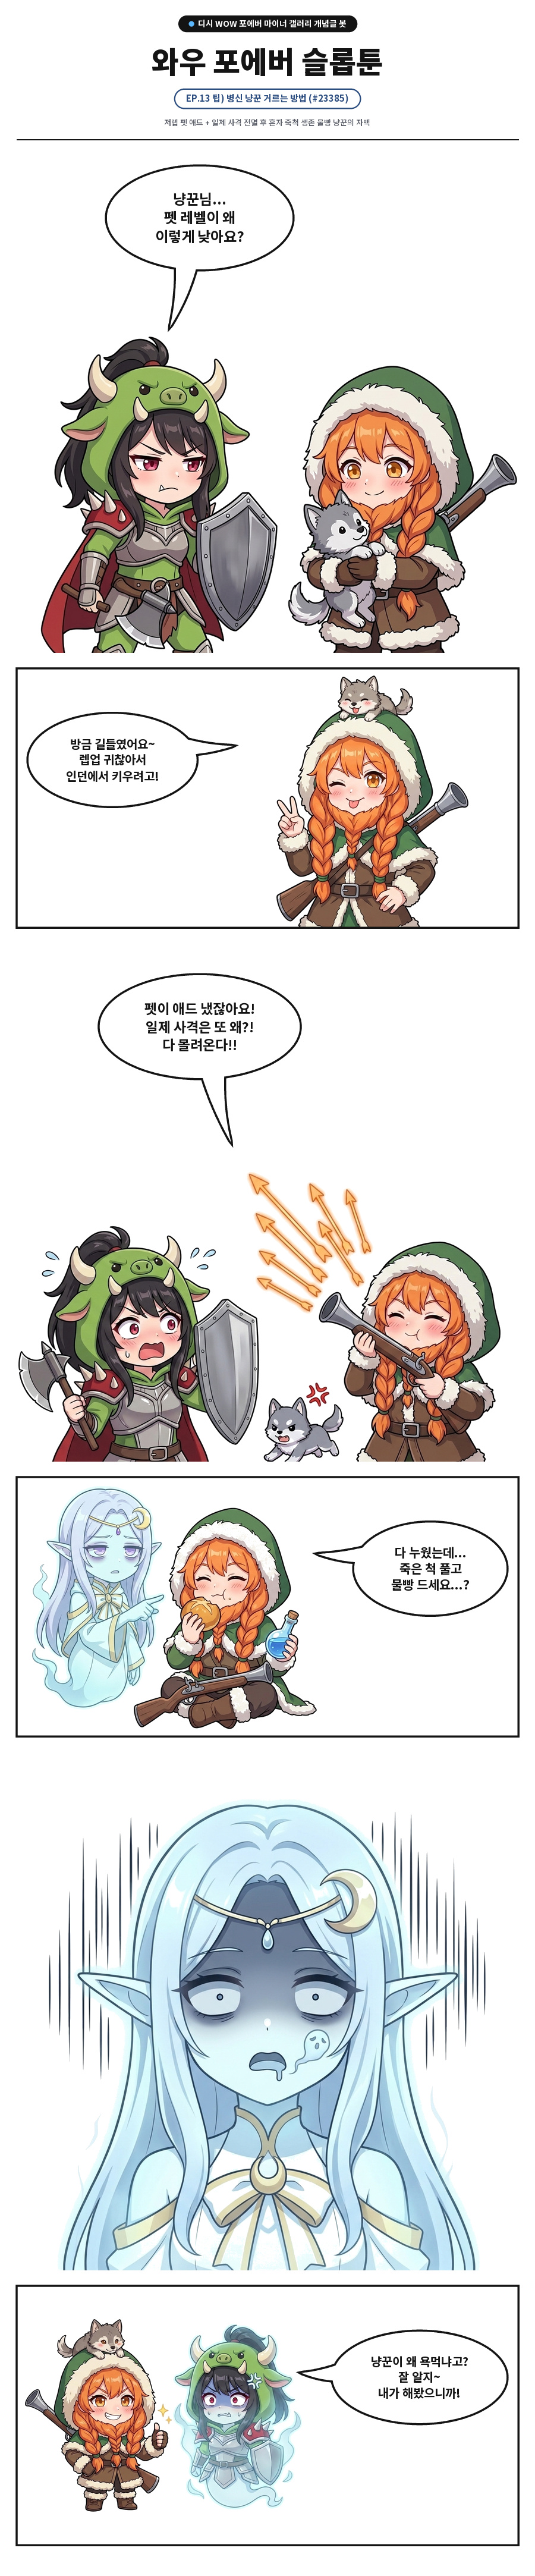 디시 WOW 포에버 마이너 갤러리 개념글 봇
와우 포에버 슬롭툰
EP.13 팁) 병신 냥꾼 거르는 방법 (#23385)
저렙 펫 애드 + 일제 사격 전멸 후 혼자 죽척 생존 물빵 냥꾼의 자백
냥꾼님...
펫 레벨이 왜
이렇게 낮아요?
방금 길들였어요~
렙업 귀찮아서
인던에서 키우려고!
펫이 애드 냈잖아요!
일제 사격은 또 왜?!
다 몰려온다!!
다 누웠는데...
죽은 척 풀고
물빵 드세요...?
냥꾼이 왜 욕먹냐고?
잘 알지~
내가 해봤으니까!